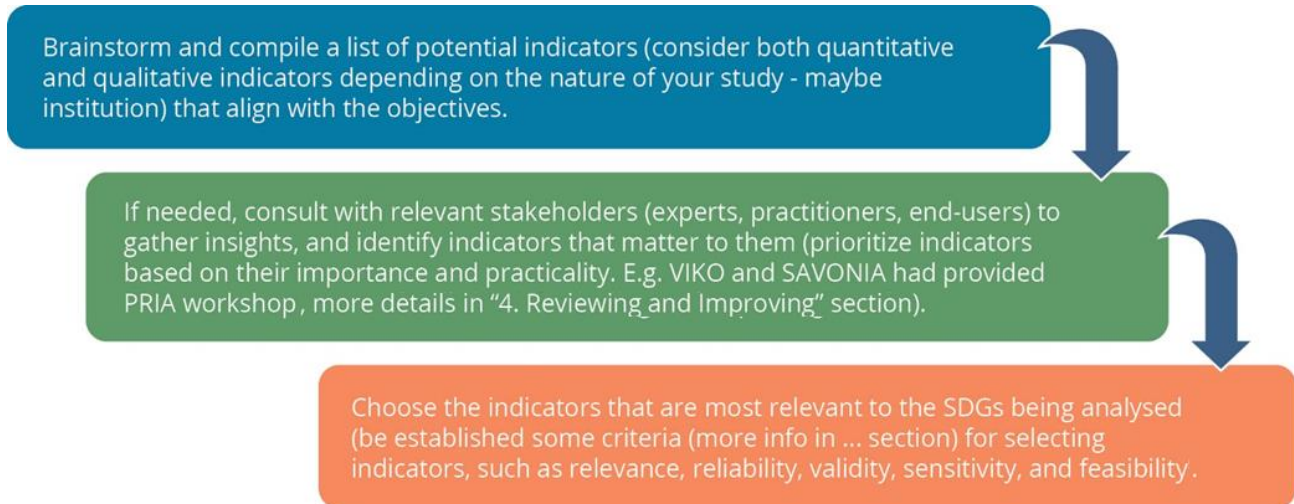 Brainstorm and compile a list of potential indicators (consider both quantitative
and qualitative indicators depending on the nature of your study - maybe
institution) that align with the objectives.
If needed, consult with relevant stakeholders (experts, practitioners, end-users) to
gather insights, and identify indicators that matter to them (prioritize indicators
based on their importance and practicality. E.g. VIKO and SAVONIA had provided
PRIA workshop, more details in “4. Reviewing and Improving” section).
Choose the indicators that are most relevant to the SDGs being analysed
(be established some criteria (more info in ... section) for selecting
indicators, such as relevance, reliability, validity, sensitivity, and feasibility.